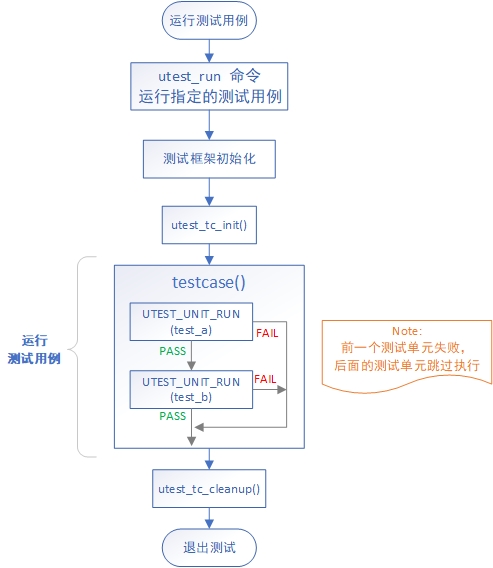 运行测试用例
utest_run 命令
运行指定的测试用例
测试框架初始化
utest_tc_init()
运行
测试用例
testcase()
UTEST_UNIT_RUN
(test_a)
FAIL
PASS
UTEST_UNIT_RUN
(test_b)
FAIL
PASS
Note:
前一个测试单元失败，
后面的测试单元跳过执行
utest_tc_cleanup()
退出测试